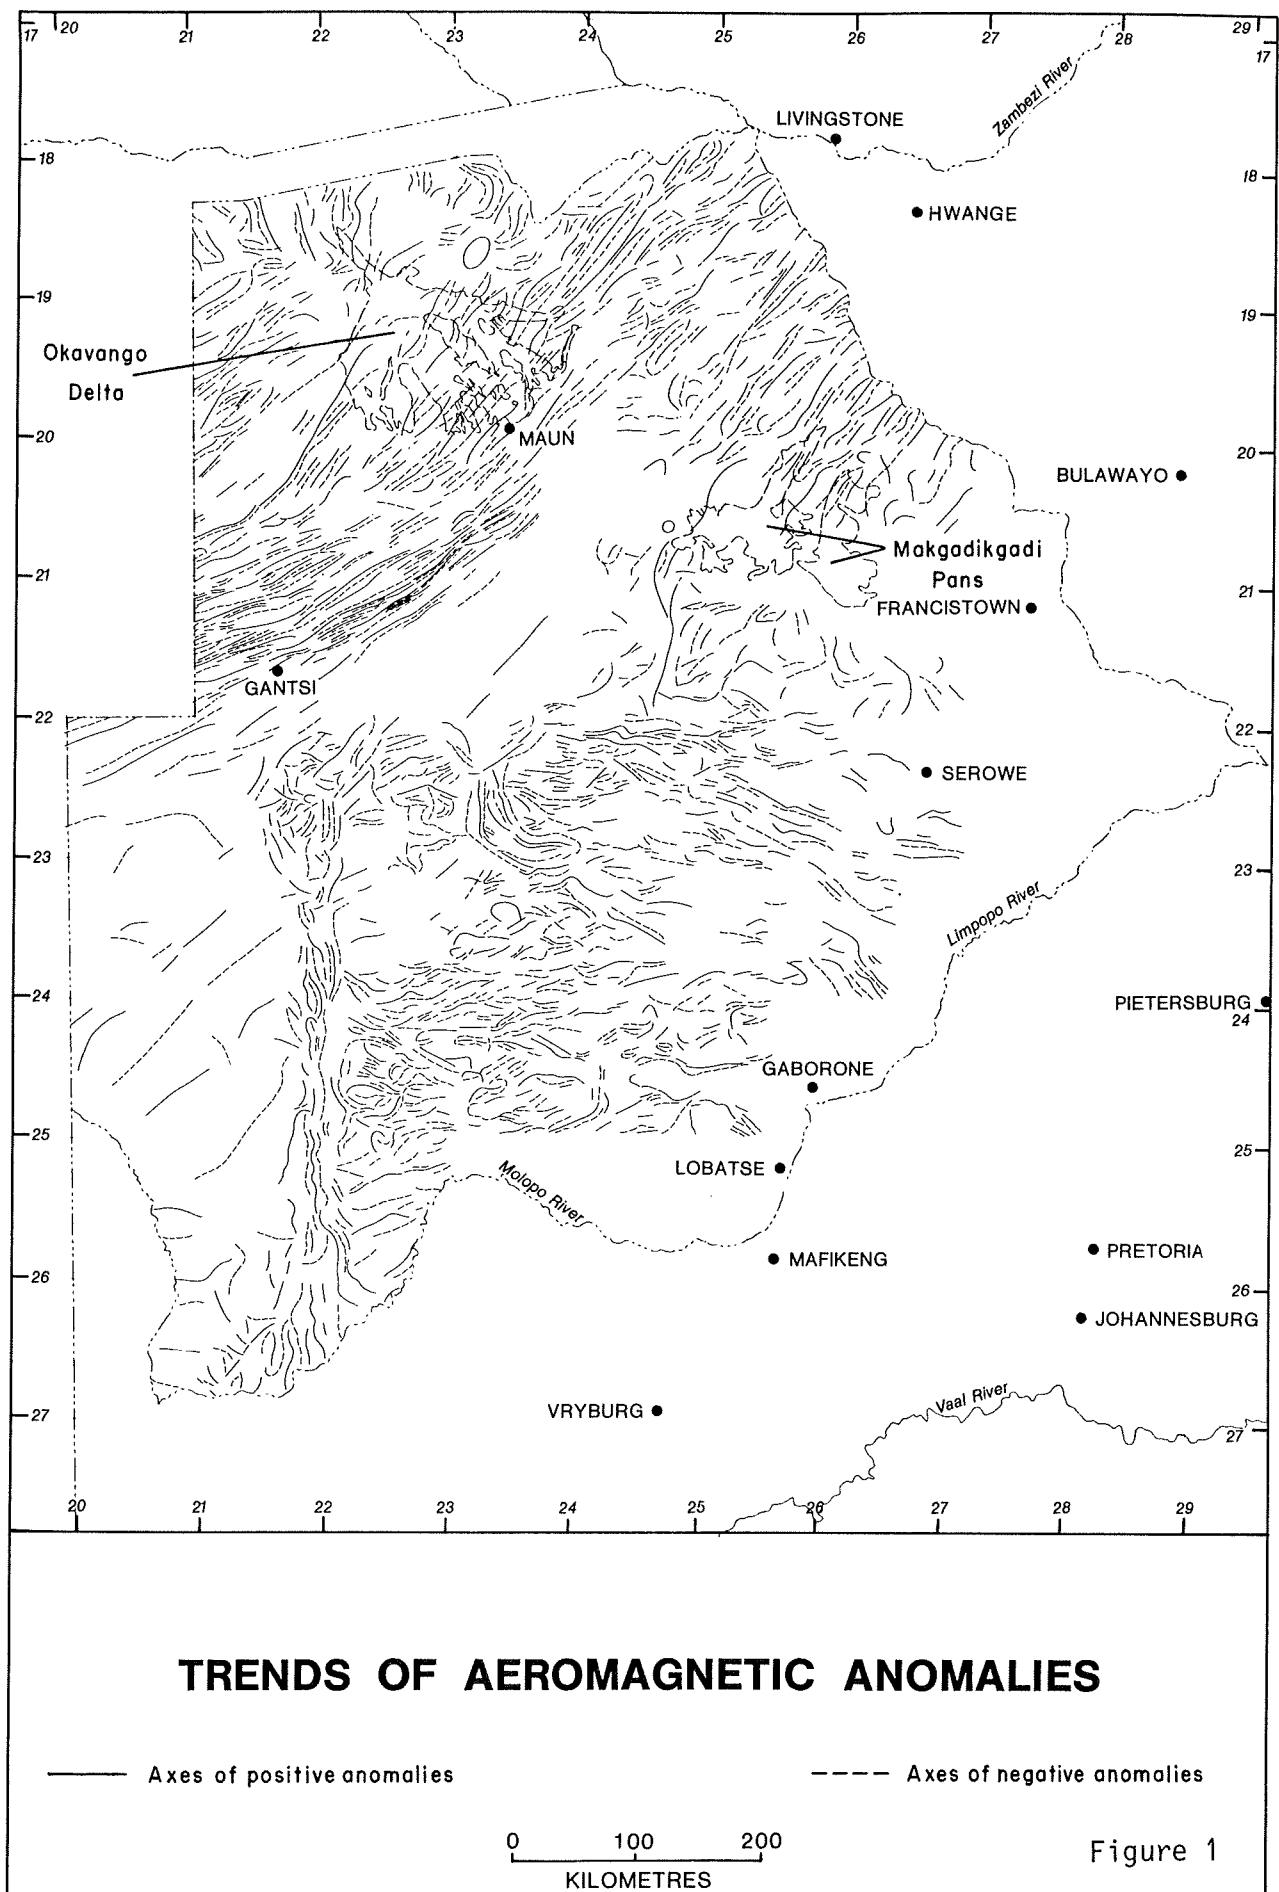 17 20 21 22 23 24 25 26 27 28 29 17
Zambezi River
LIVINGSTONE
18 18
HWANGE
19 19
Okavango
Delta
20 MAUN 20
BULAWAYO
Makgadikgadi
Pans
21 21
FRANCISTOWN
GANTSI
22 22
SEROWE
23 23
Limpopo River
24 PIETERSBURG
24
GABORONE
25 25
LOBATSE
Molopo River
MAFIKENG
PRETORIA
26 26
JOHANNESBURG
Vaal River
VRYBURG
27 27
20 21 22 23 24 25 26 27 28 29
TRENDS OF AEROMAGNETIC ANOMALIES
Axes of positive anomalies
Axes of negative anomalies
0 100 200
KILOMETRES
Figure 1